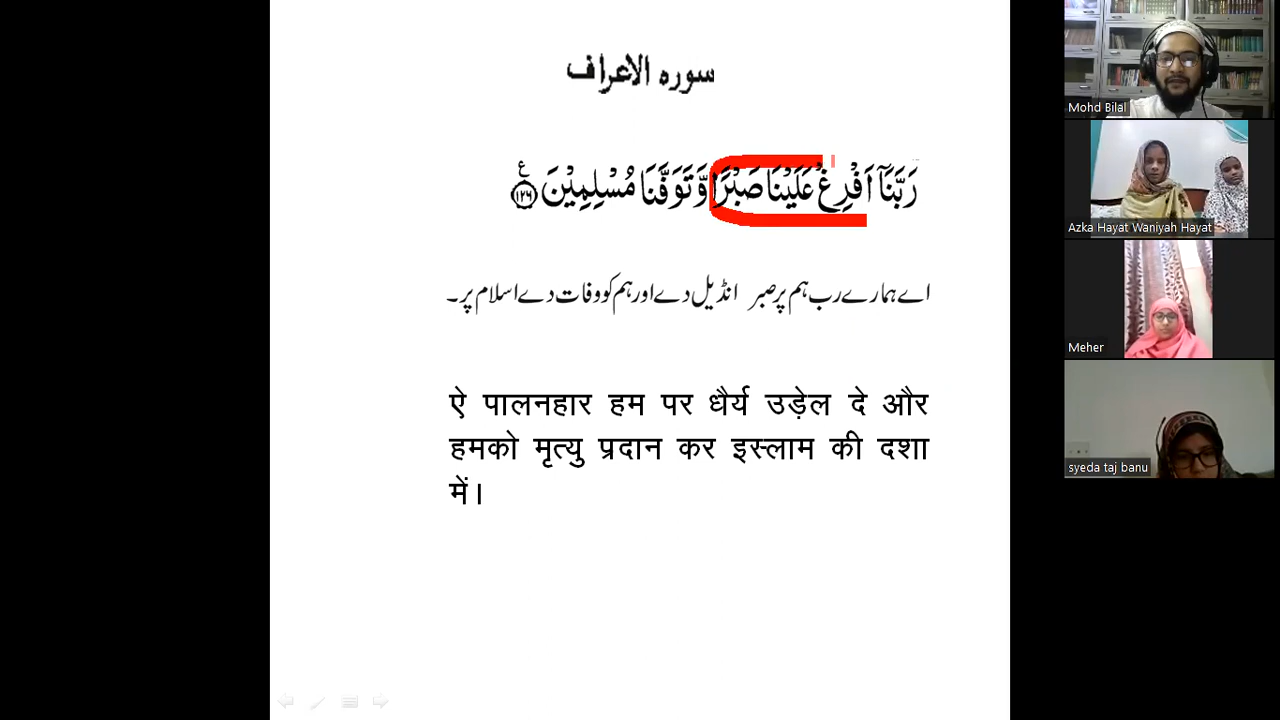 سورہ الاعراف
رَبَّنَآ اَفْرِغْ عَلَيْنَا صَبْرًا وَّ تَوَفَّنَا مُسْلِمِيْنَ ۧ﴿۱۲۶﴾
اے ہمارے رب ہم پر صبر انڈیل دے اور ہم کو وفات دے اسلام پر۔
ऐ पालनहार हम पर धैर्य उड़ेल दे और
हमको मृत्यु प्रदान कर इस्लाम की दशा
में।
Mohd Bilal
Azka Hayat Waniyah Hayat
Meher
syeda taj banu